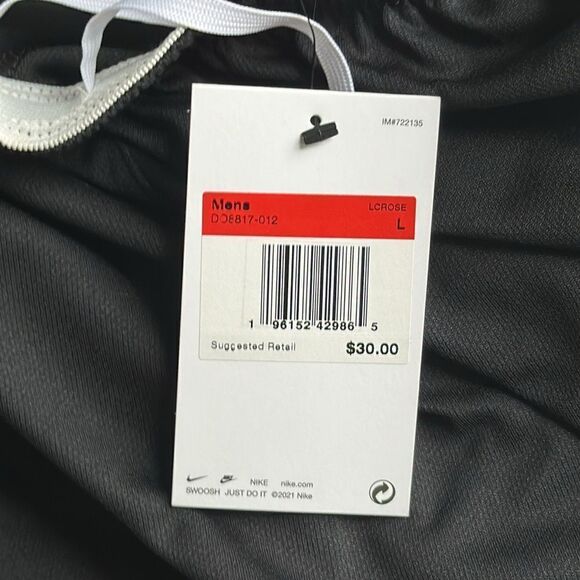 IM#722135
Mens LCROSE
DD8817-012 L
1 96152 42986 5
Suggested Retail $30.00
NIKE nike.com
SWOOSH JUST DO IT ©2021 Nike